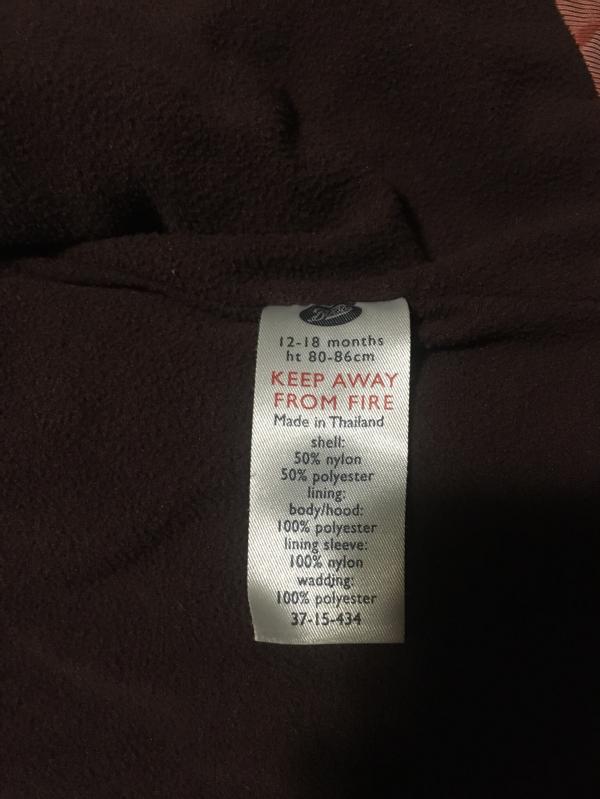 12-18 months
ht 80-86cm
KEEP AWAY
FROM FIRE
Made in Thailand
shell:
50% nylon
50% polyester
lining:
body/hood:
100% polyester
lining sleeve:
100% nylon
wadding:
100% polyester
37-15-434